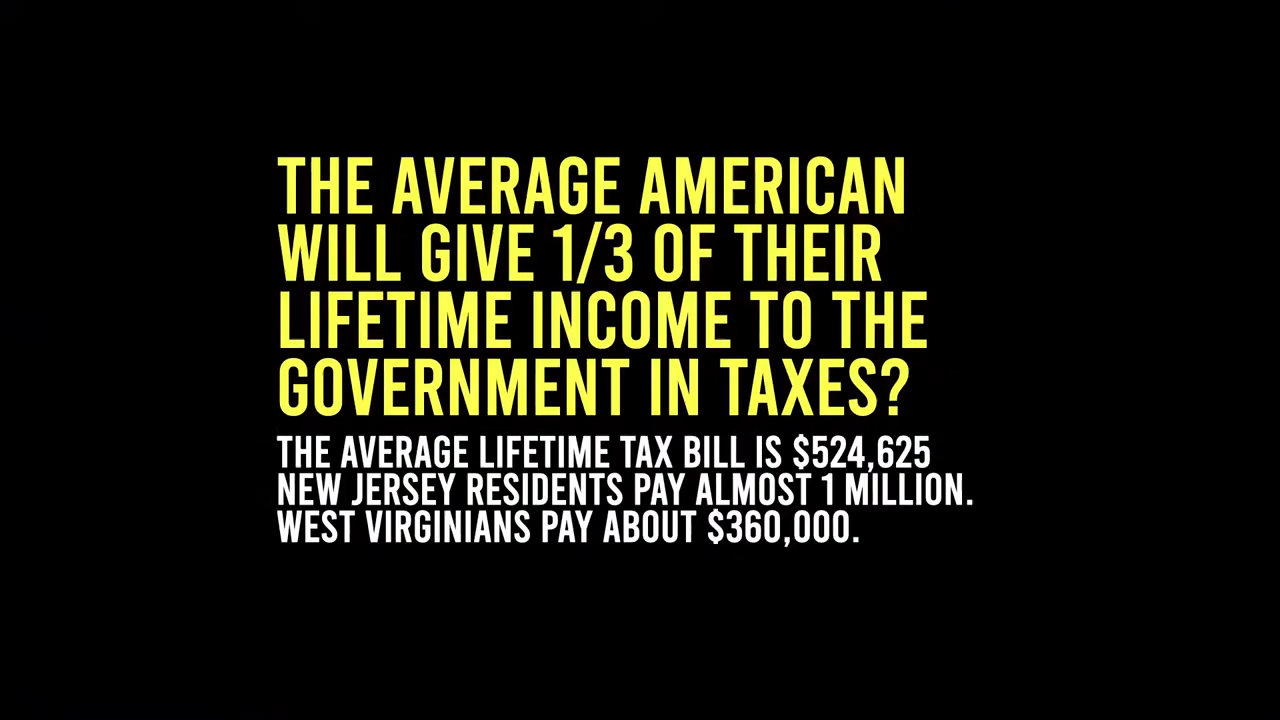 THE AVERAGE AMERICAN
WILL GIVE 1/3 OF THEIR
LIFETIME INCOME TO THE
GOVERNMENT IN TAXES?
THE AVERAGE LIFETIME TAX BILL IS $524,625
NEW JERSEY RESIDENTS PAY ALMOST 1 MILLION.
WEST VIRGINIANS PAY ABOUT $360,000.